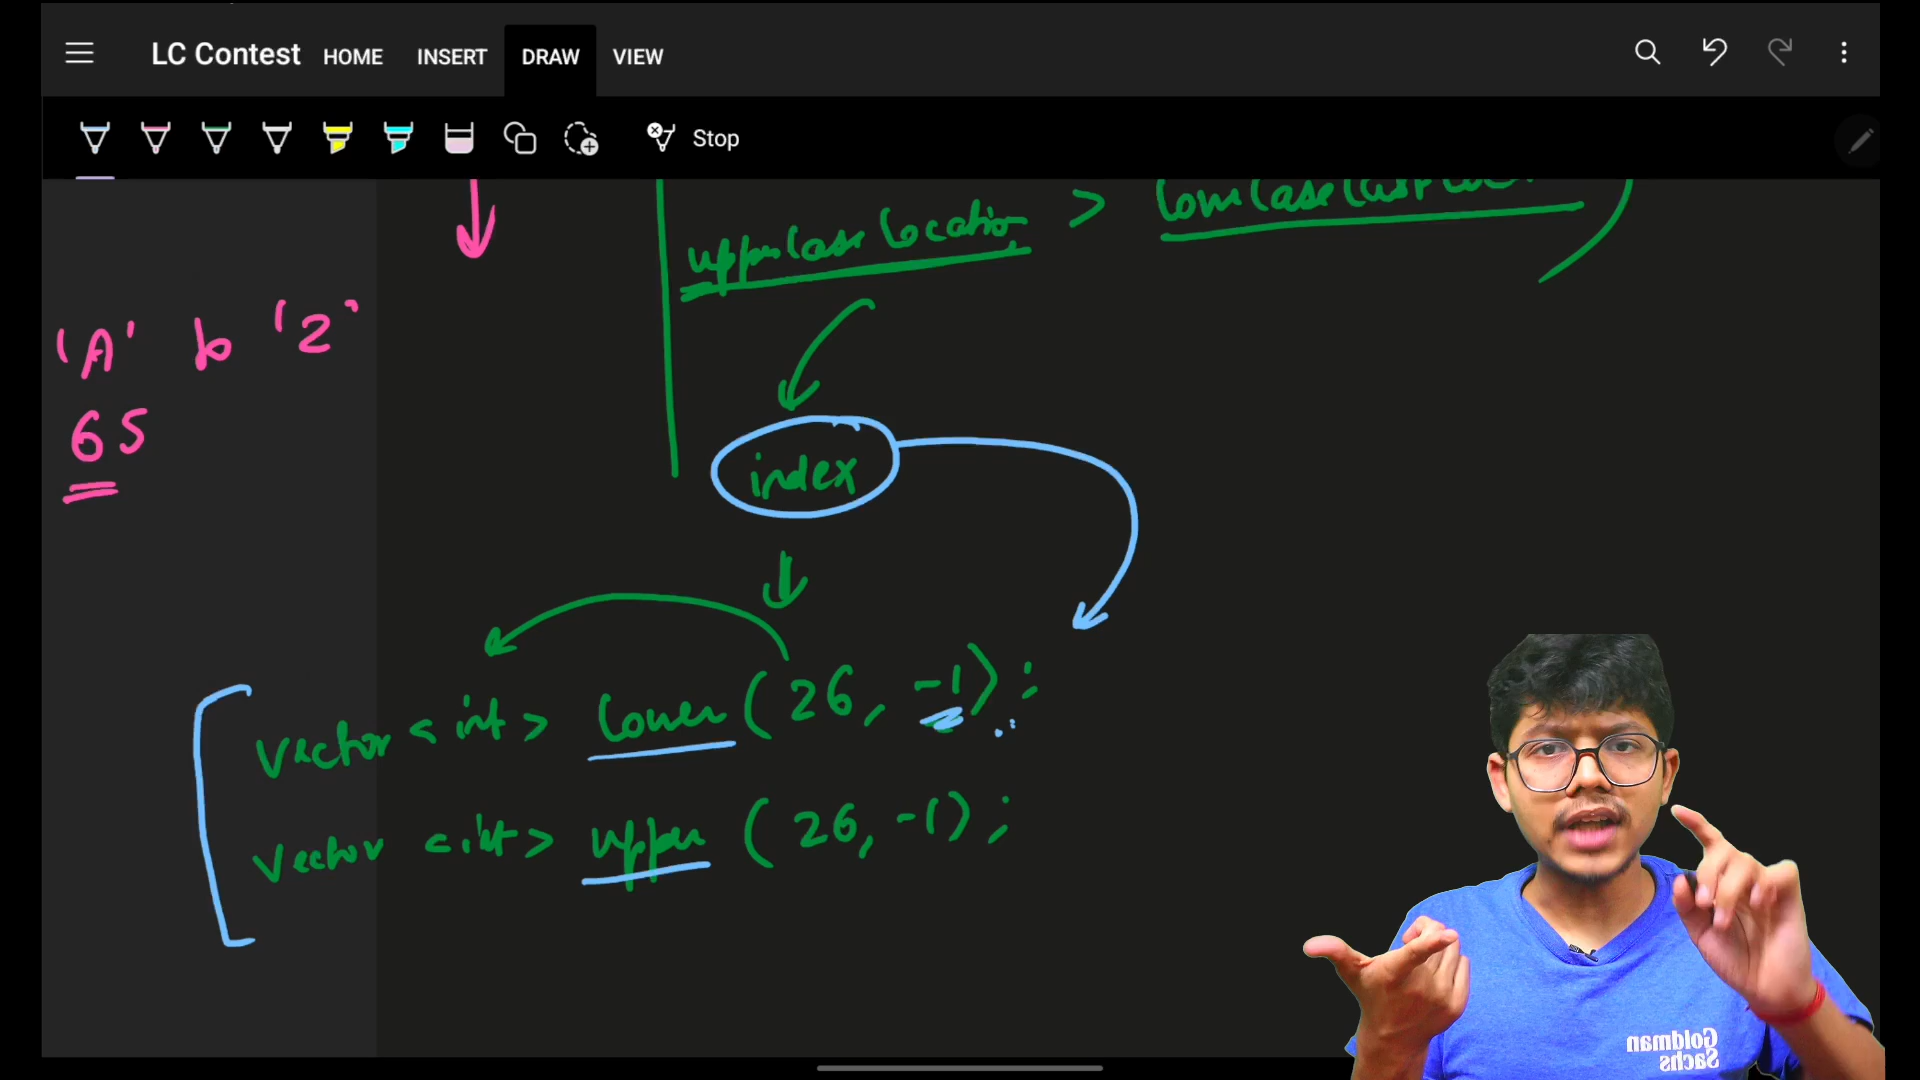 LC Contest HOME INSERT DRAW VIEW
Stop
uppercase location >
'A' to 'Z'
65
index
vector <int> lower (26, -1);
vector <int> upper (26, -1);
Goldman
Sachs